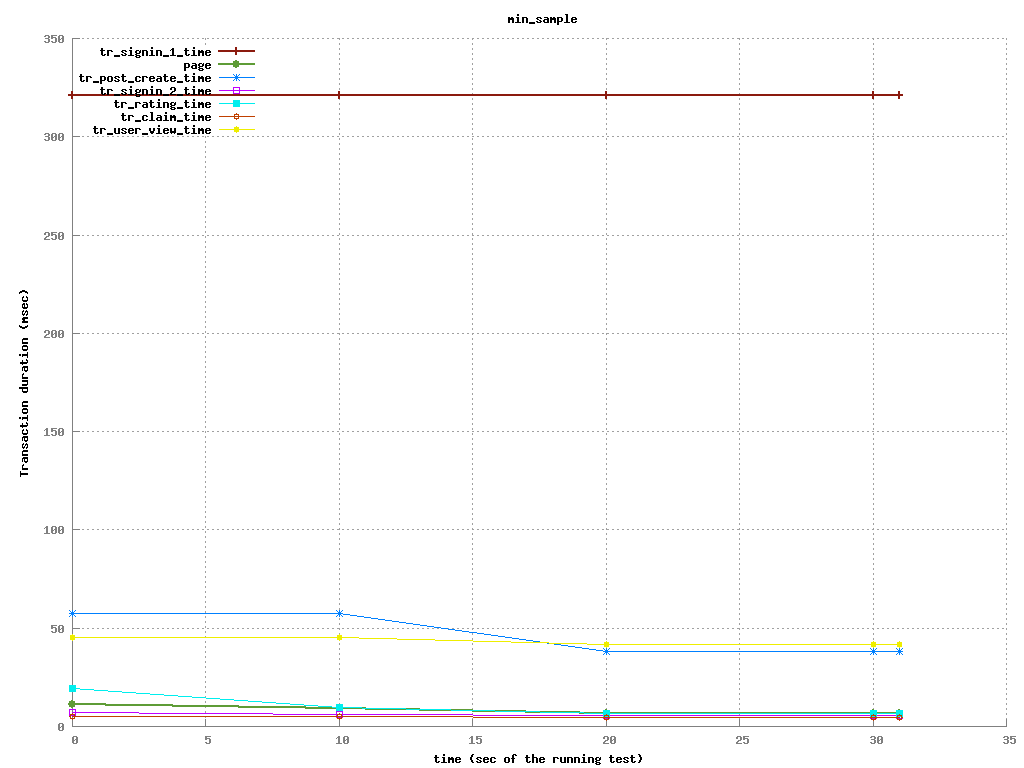 min_sample
350
tr_signin_1_time
page
tr_post_create_time
tr_signin_2_time
tr_rating_time
tr_claim_time
tr_user_view_time
300
250
200
150
100
50
0
Transaction duration (msec)
0 5 10 15 20 25 30 35
time (sec of the running test)